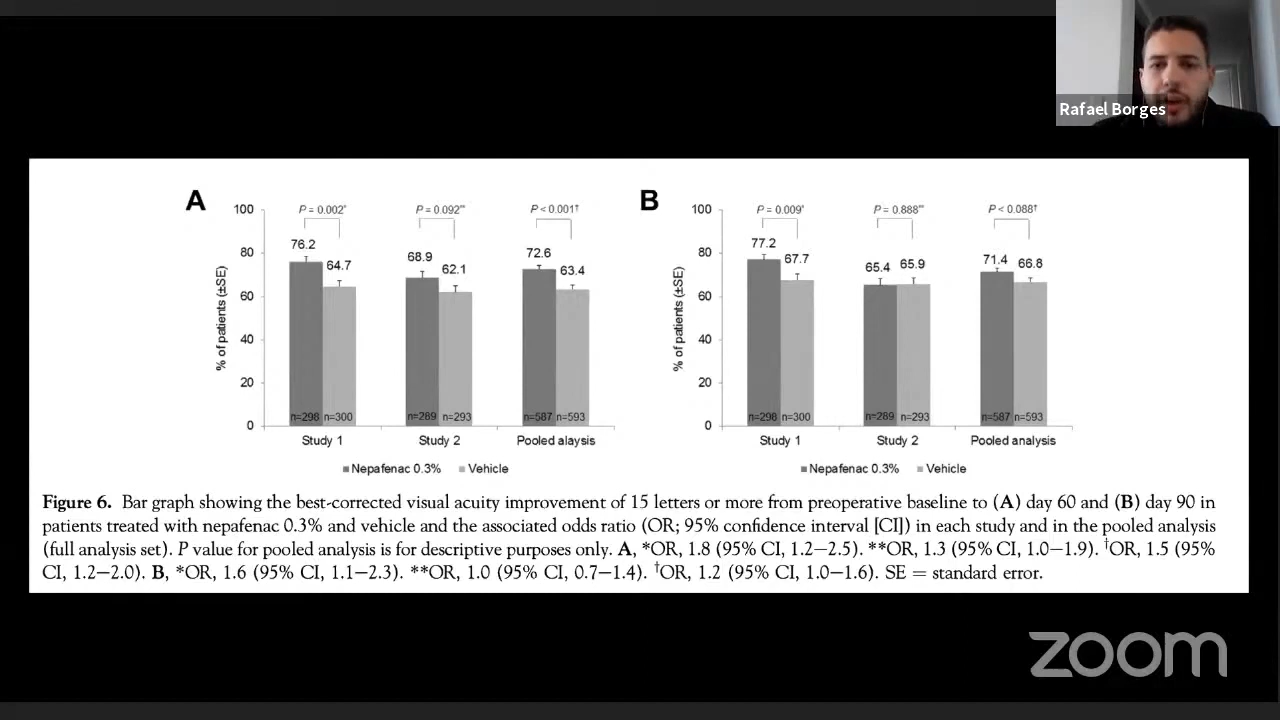 Rafael Borges
A
100
80
60
40
20
0
% of patients (±SE)
P = 0.002*
P = 0.092**
P < 0.001†
76.2
64.7
68.9
62.1
72.6
63.4
n=298 n=300
n=289 n=293
n=587 n=593
Study 1
Study 2
Pooled alaysis
Nepafenac 0.3%
Vehicle
B
100
80
60
40
20
0
% of patients (±SE)
P = 0.009*
P = 0.888**
P < 0.088†
77.2
67.7
65.4
65.9
71.4
66.8
n=298 n=300
n=289 n=293
n=587 n=593
Study 1
Study 2
Pooled analysis
Nepafenac 0.3%
Vehicle
Figure 6. Bar graph showing the best-corrected visual acuity improvement of 15 letters or more from preoperative baseline to (A) day 60 and (B) day 90 in
patients treated with nepafenac 0.3% and vehicle and the associated odds ratio (OR; 95% confidence interval [CI]) in each study and in the pooled analysis
(full analysis set). P value for pooled analysis is for descriptive purposes only. A, *OR, 1.8 (95% CI, 1.2–2.5). **OR, 1.3 (95% CI, 1.0–1.9). †OR, 1.5 (95%
CI, 1.2–2.0). B, *OR, 1.6 (95% CI, 1.1–2.3). **OR, 1.0 (95% CI, 0.7–1.4). †OR, 1.2 (95% CI, 1.0–1.6). SE = standard error.
zoom